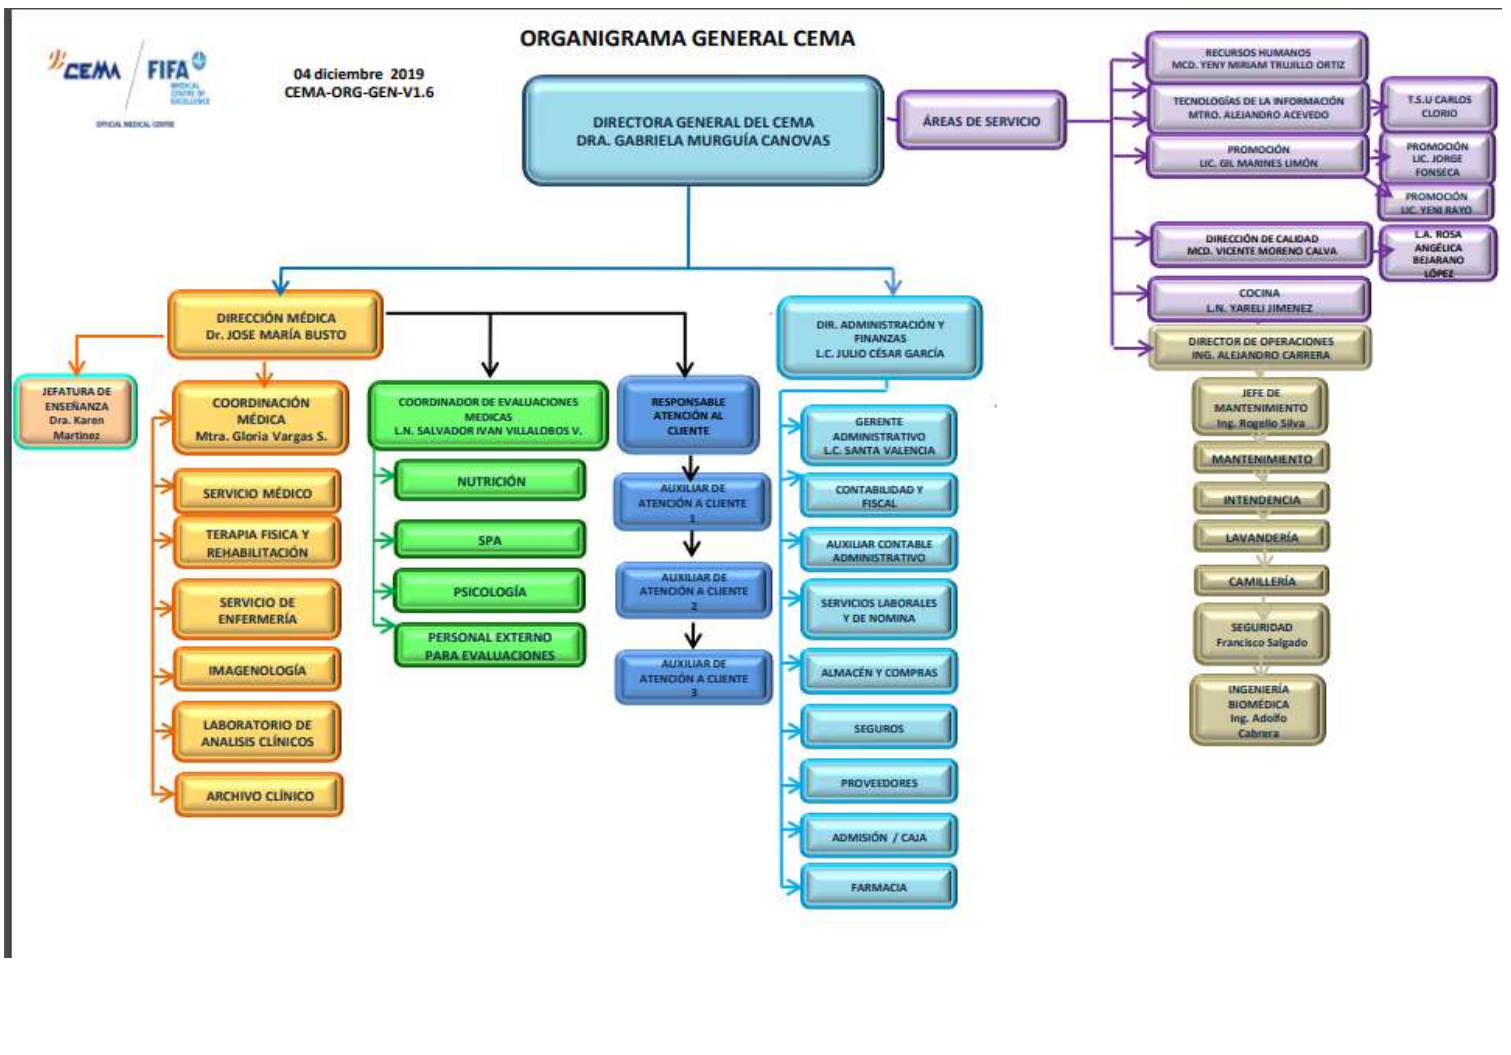 ORGANIGRAMA GENERAL CEMA
CEMA
FIFA
MEDICAL
CENTRE OF
EXCELLENCE
OFFICIAL MEDICAL CENTRE
04 diciembre 2019
CEMA-ORG-GEN-V1.6
DIRECTORA GENERAL DEL CEMA
DRA. GABRIELA MURGUÍA CANOVAS
ÁREAS DE SERVICIO
RECURSOS HUMANOS
MCD. YENY MIRIAM TRUJILLO ORTIZ
TECNOLOGÍAS DE LA INFORMACIÓN
MTRO. ALEJANDRO ACEVEDO
T.S.U CARLOS
CLORIO
PROMOCIÓN
LIC. GIL MARINES LIMÓN
PROMOCIÓN
LIC. JORGE
FONSECA
PROMOCIÓN
LIC. YENI RAYO
DIRECCIÓN DE CALIDAD
MCD. VICENTE MORENO CALVA
L.A. ROSA
ANGÉLICA
BEJARANO
LÓPEZ
COCINA
L.N. YARELI JIMENEZ
DIRECTOR DE OPERACIONES
ING. ALEJANDRO CARRERA
JEFE DE
MANTENIMIENTO
Ing. Rogelio Silva
MANTENIMIENTO
INTENDENCIA
LAVANDERÍA
CAMILLERÍA
SEGURIDAD
Francisco Salgado
INGENIERÍA
BIOMÉDICA
Ing. Adolfo
Cabrera
DIRECCIÓN MÉDICA
Dr. JOSE MARÍA BUSTO
JEFATURA DE
ENSEÑANZA
Dra. Karen
Martinez
COORDINACIÓN
MÉDICA
Mtra. Gloria Vargas S.
SERVICIO MÉDICO
TERAPIA FISICA Y
REHABILITACIÓN
SERVICIO DE
ENFERMERÍA
IMAGENOLOGÍA
LABORATORIO DE
ANALISIS CLÍNICOS
ARCHIVO CLÍNICO
COORDINADOR DE EVALUACIONES
MEDICAS
L.N. SALVADOR IVAN VILLALOBOS V.
NUTRICIÓN
SPA
PSICOLOGÍA
PERSONAL EXTERNO
PARA EVALUACIONES
RESPONSABLE
ATENCIÓN AL
CLIENTE
AUXILIAR DE
ATENCIÓN A CLIENTE
1
AUXILIAR DE
ATENCIÓN A CLIENTE
2
AUXILIAR DE
ATENCIÓN A CLIENTE
3
DIR. ADMINISTRACIÓN Y
FINANZAS
L.C. JULIO CÉSAR GARCÍA
GERENTE
ADMINISTRATIVO
L.C. SANTA VALENCIA
CONTABILIDAD Y
FISCAL
AUXILIAR CONTABLE
ADMINISTRATIVO
SERVICIOS LABORALES
Y DE NOMINA
ALMACÉN Y COMPRAS
SEGUROS
PROVEEDORES
ADMISIÓN / CAJA
FARMACIA